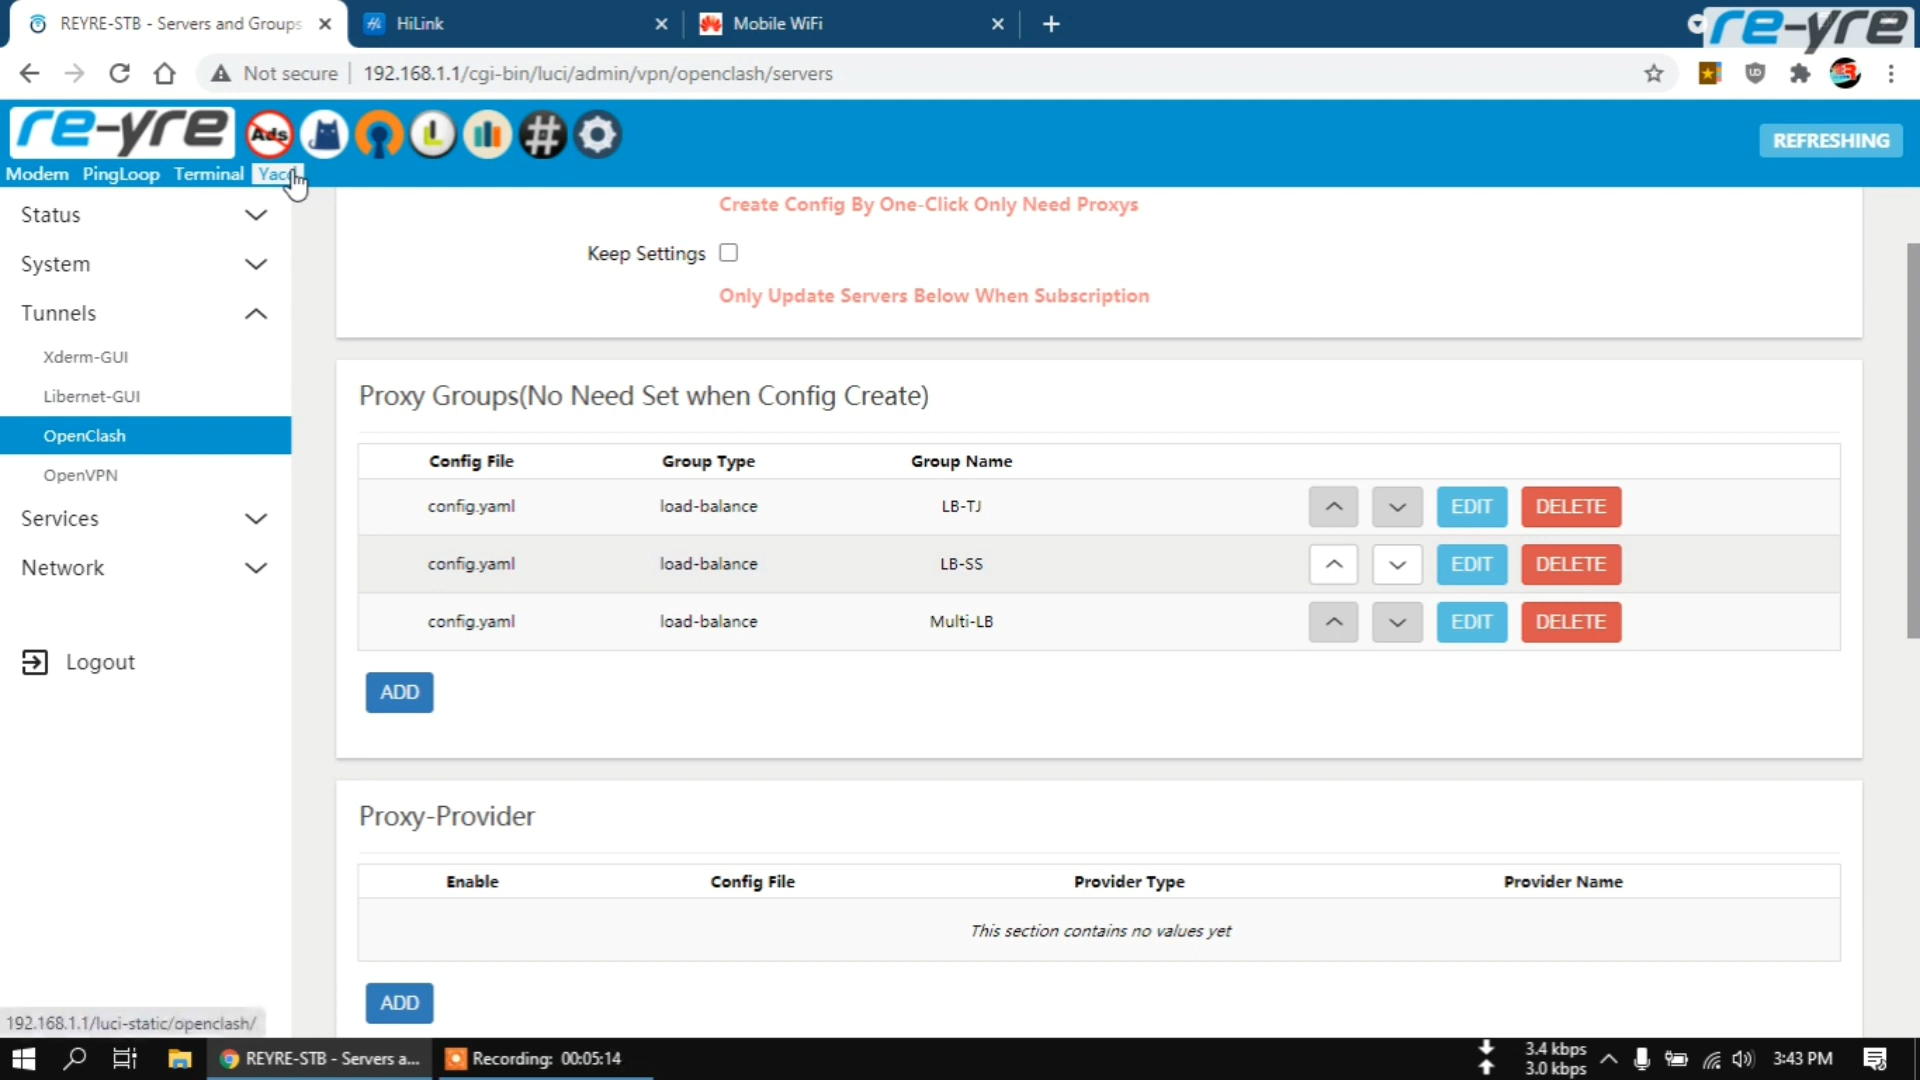 REYRE-STB - Servers and Groups
HiLink
Mobile WiFi
re-yre
Not secure
192.168.1.1/cgi-bin/luci/admin/vpn/openclash/servers
re-yre
Ads
REFRESHING
Modem PingLoop Terminal
Status
System
Tunnels
Xderm-GUI
Libernet-GUI
OpenClash
OpenVPN
Services
Network
Logout
Create Config By One-Click Only Need Proxys
Keep Settings
Only Update Servers Below When Subscription
Proxy Groups(No Need Set when Config Create)
Config File Group Type Group Name
config.yaml load-balance LB-TJ EDIT DELETE
config.yaml load-balance LB-SS EDIT DELETE
config.yaml load-balance Multi-LB EDIT DELETE
ADD
Proxy-Provider
Enable Config File Provider Type Provider Name
This section contains no values yet
ADD
192.168.1.1/luci-static/openclash/
REYRE-STB - Servers a...
Recording: 00:05:14
3.4 kbps
3.0 kbps
3:43 PM